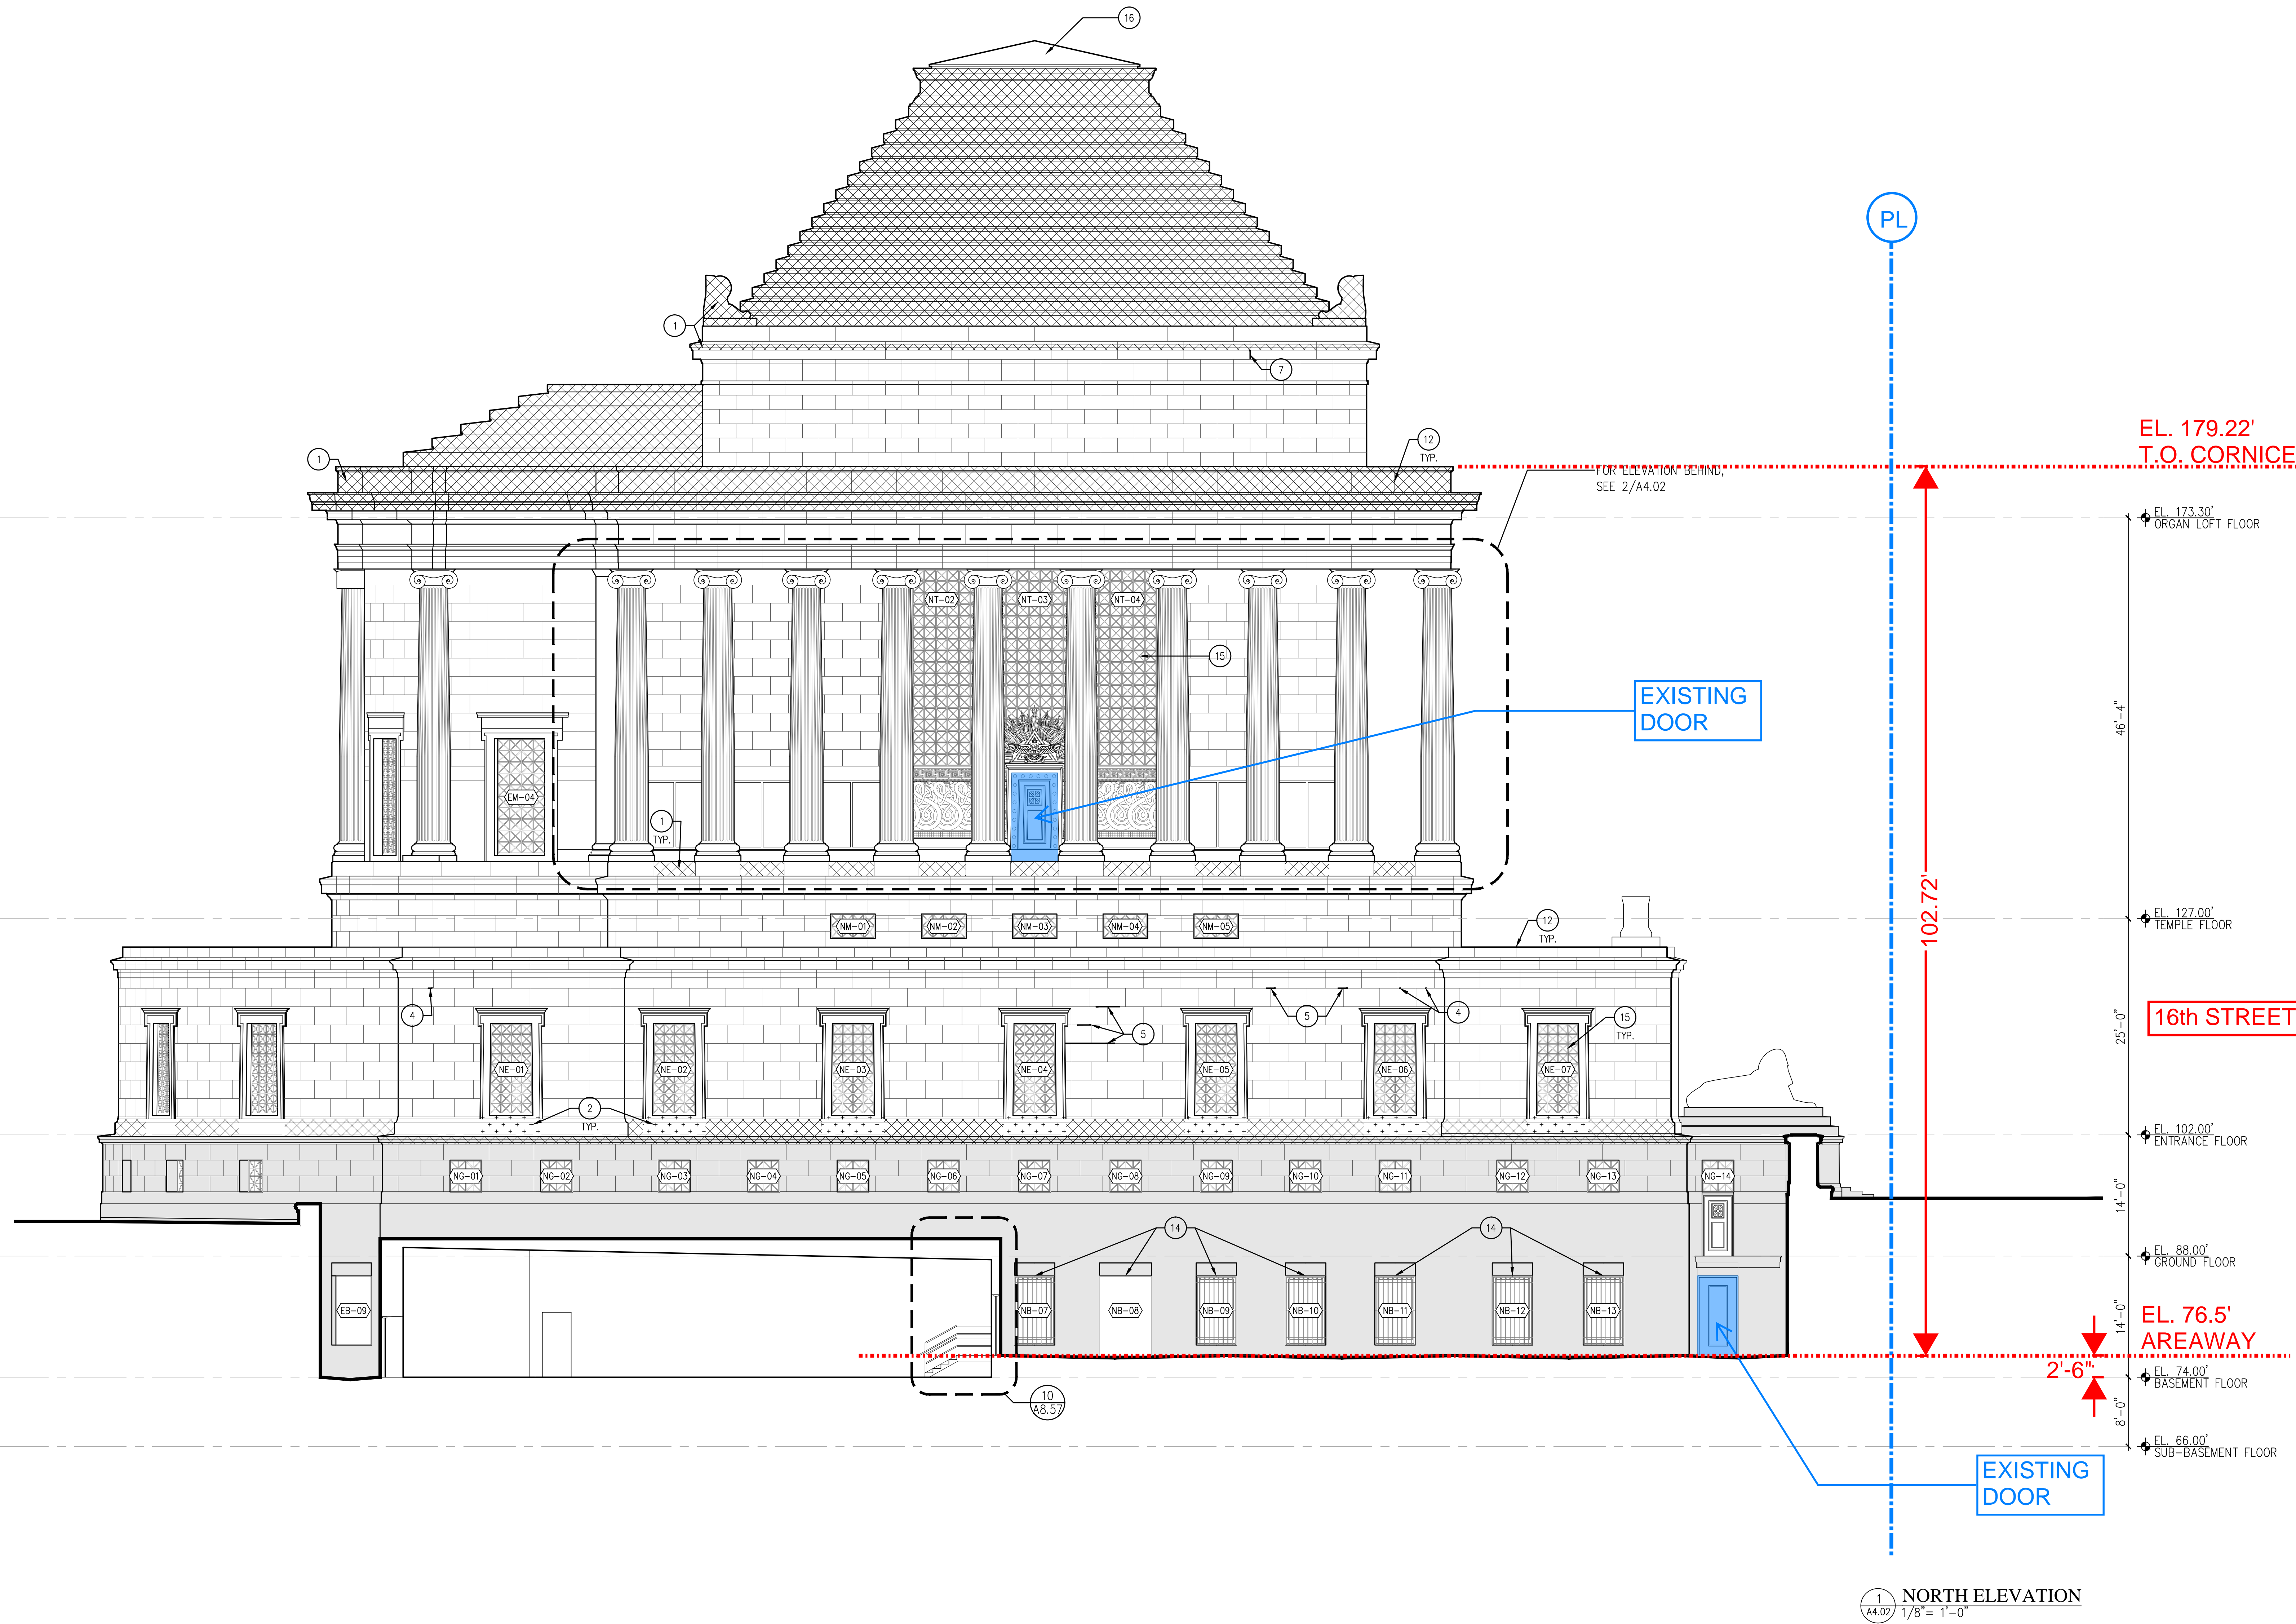 16
PL
1
7
EL. 179.22'
T.O. CORNICE
12
TYP.
1
FOR ELEVATION BEHIND,
SEE 2/A4.02
EL. 173.30'
ORGAN LOFT FLOOR
NT-02
NT-03
NT-04
15
EXISTING
DOOR
46'-4"
EM-04
1
TYP.
102.72'
NM-01
NM-02
NM-03
NM-04
NM-05
12
TYP.
EL. 127.00'
TEMPLE FLOOR
4
5
4
5
15
TYP.
16th STREET
25'-0"
NE-01
NE-02
NE-03
NE-04
NE-05
NE-06
NE-07
2
TYP.
EL. 102.00'
ENTRANCE FLOOR
NG-01
NG-02
NG-03
NG-04
NG-05
NG-06
NG-07
NG-08
NG-09
NG-10
NG-11
NG-12
NG-13
NG-14
14'-0"
14
14
EL. 88.00'
GROUND FLOOR
EB-09
NB-07
NB-08
NB-09
NB-10
NB-11
NB-12
NB-13
14'-0"
EL. 76.5'
AREAWAY
2'-6"
EL. 74.00'
BASEMENT FLOOR
10
A8.57
8'-0"
EL. 66.00'
SUB-BASEMENT FLOOR
EXISTING
DOOR
1
A4.02
NORTH ELEVATION
1/8"= 1'-0"